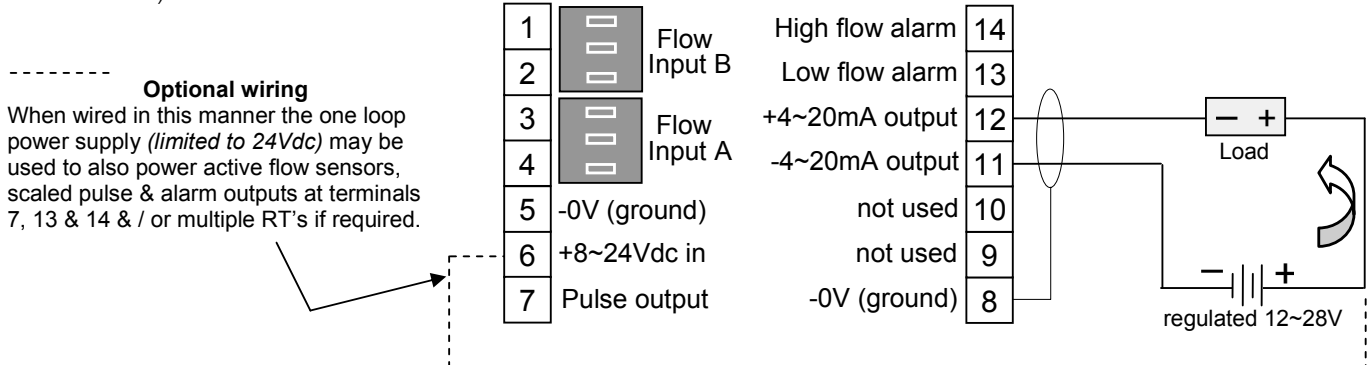 Optional wiring
When wired in this manner the one loop
power supply (limited to 24Vdc) may be
used to also power active flow sensors,
scaled pulse & alarm outputs at terminals
7, 13 & 14 & / or multiple RT's if required.
1
2
3
4
5
6
7
Flow
Input B
Flow
Input A
-0V (ground)
+8~24Vdc in
Pulse output
High flow alarm 14
Low flow alarm 13
+4~20mA output 12
-4~20mA output 11
not used 10
not used 9
-0V (ground) 8
– +
Load
– +
regulated 12~28V